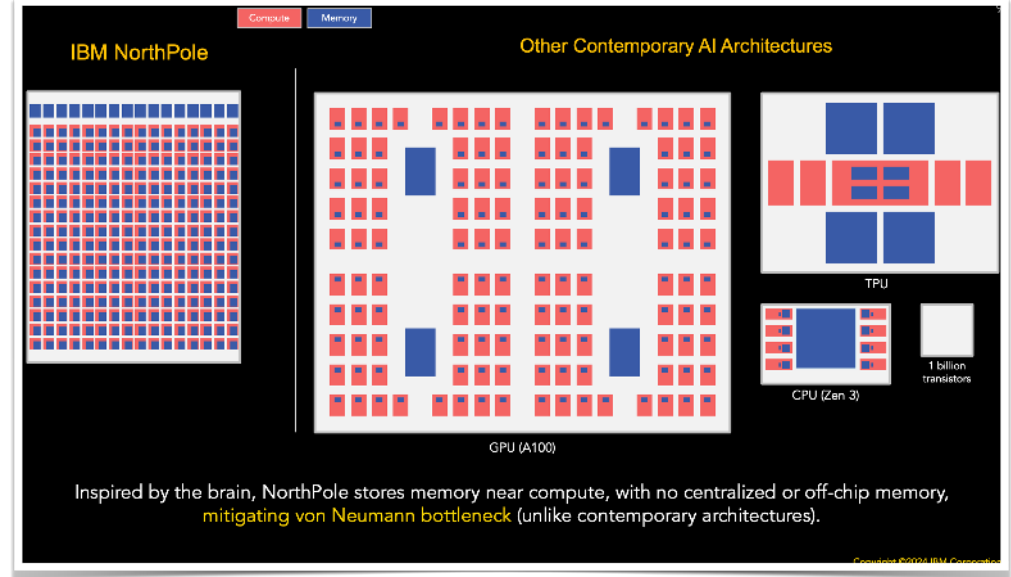 Compute Memory
IBM NorthPole
Other Contemporary AI Architectures
TPU
1 billion
transistors
CPU (Zen 3)
GPU (A100)
Inspired by the brain, NorthPole stores memory near compute, with no centralized or off-chip memory,
mitigating von Neumann bottleneck (unlike contemporary architectures).
Copyright ©2024 IBM Corporation